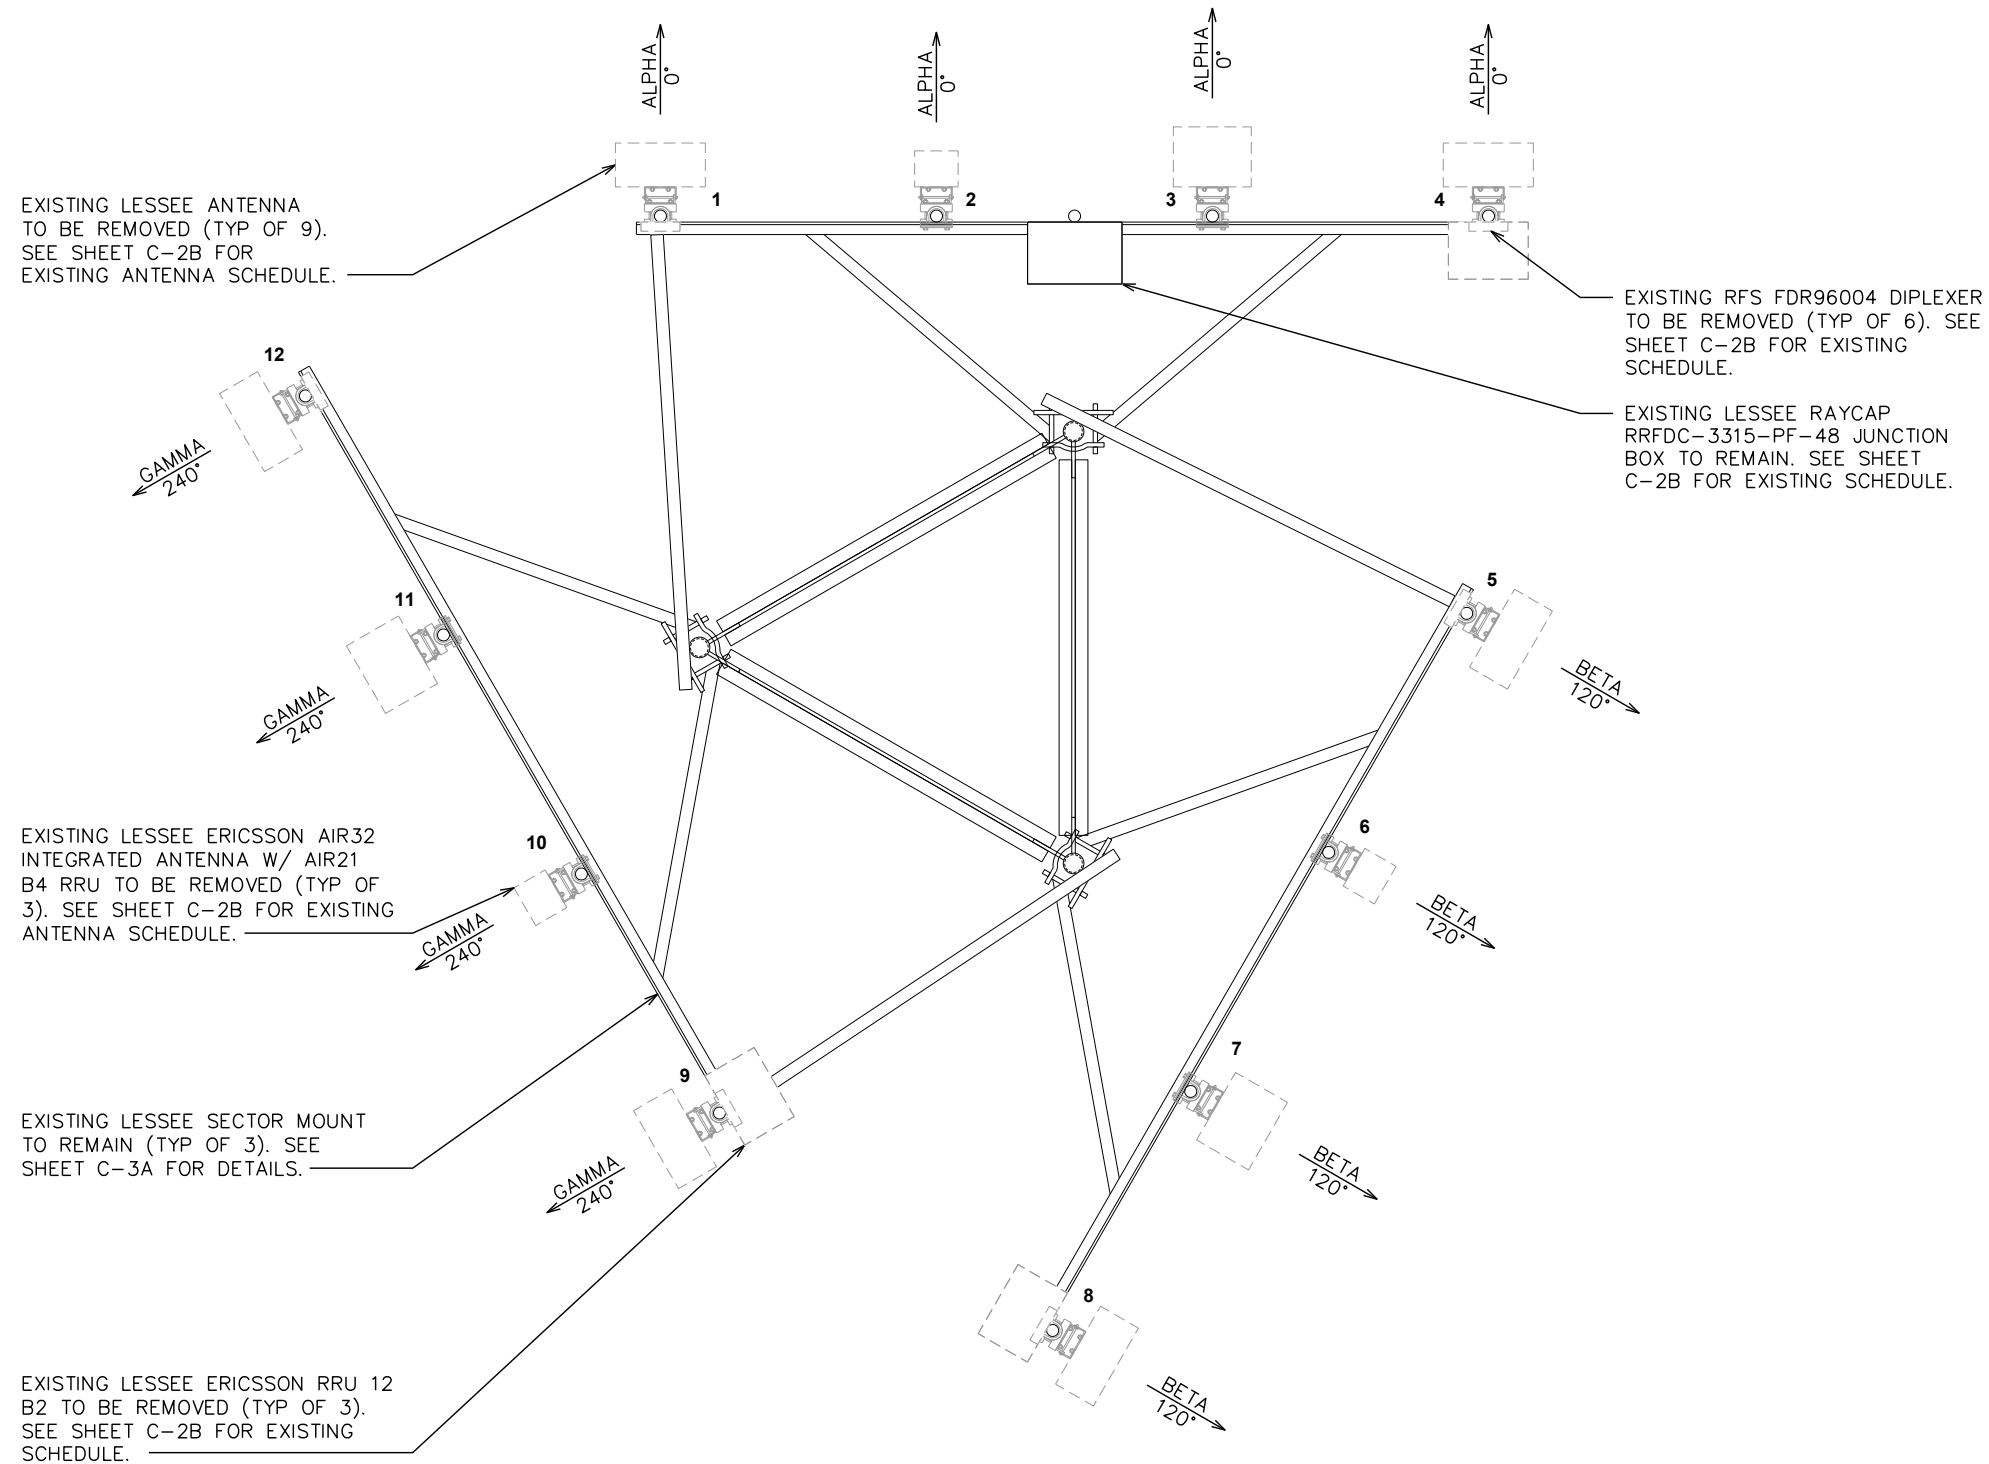 ALPHA
0°
ALPHA
0°
ALPHA
0°
ALPHA
0°
1
2
3
4
EXISTING LESSEE ANTENNA
TO BE REMOVED (TYP OF 9).
SEE SHEET C-2B FOR
EXISTING ANTENNA SCHEDULE.
EXISTING RFS FDR96004 DIPLEXER
TO BE REMOVED (TYP OF 6). SEE
SHEET C-2B FOR EXISTING
SCHEDULE.
EXISTING LESSEE RAYCAP
RRFDC-3315-PF-48 JUNCTION
BOX TO REMAIN. SEE SHEET
C-2B FOR EXISTING SCHEDULE.
12
GAMMA
240°
11
GAMMA
240°
5
BETA
120°
6
BETA
120°
EXISTING LESSEE ERICSSON AIR32
INTEGRATED ANTENNA W/ AIR21
B4 RRU TO BE REMOVED (TYP OF
3). SEE SHEET C-2B FOR EXISTING
ANTENNA SCHEDULE.
10
GAMMA
240°
7
BETA
120°
9
GAMMA
240°
EXISTING LESSEE SECTOR MOUNT
TO REMAIN (TYP OF 3). SEE
SHEET C-3A FOR DETAILS.
8
BETA
120°
EXISTING LESSEE ERICSSON RRU 12
B2 TO BE REMOVED (TYP OF 3).
SEE SHEET C-2B FOR EXISTING
SCHEDULE.